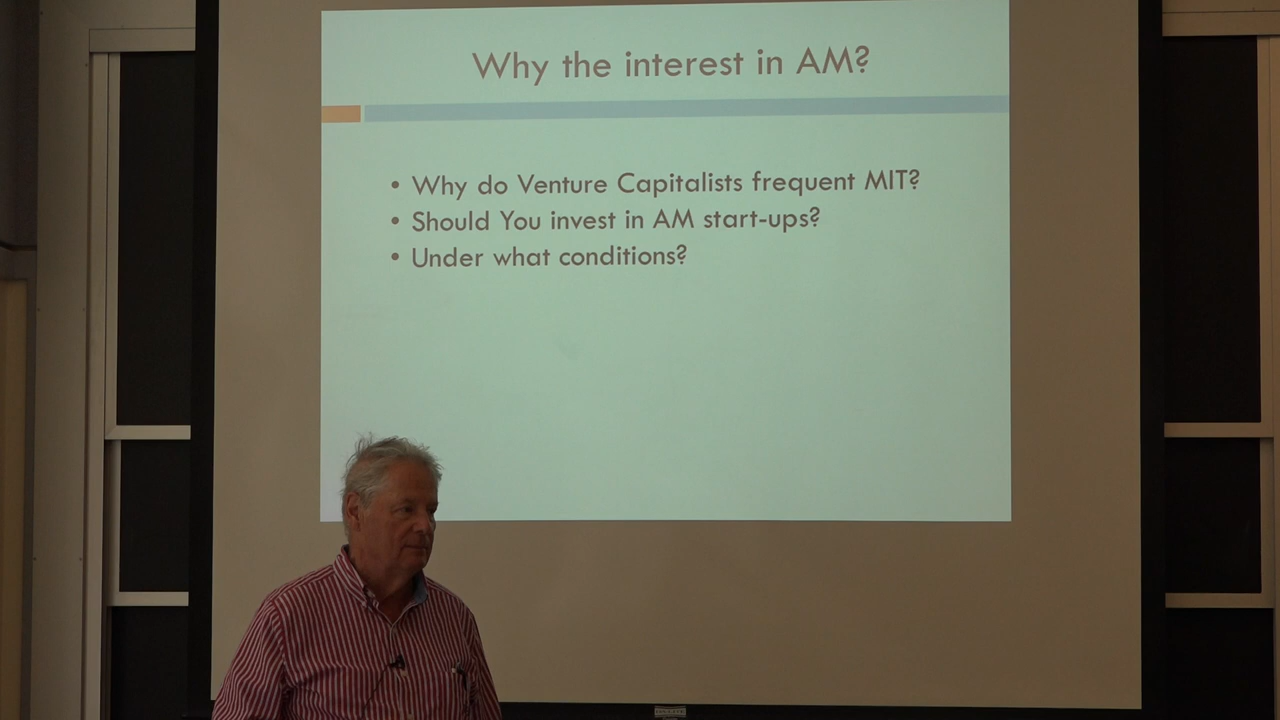 Why the interest in AM?
• Why do Venture Capitalists frequent MIT?
• Should You invest in AM start-ups?
• Under what conditions?